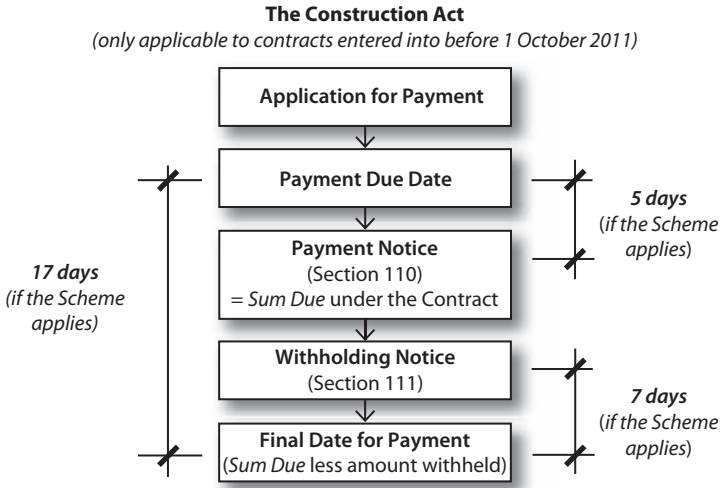 The Construction Act
(only applicable to contracts entered into before 1 October 2011)
Application for Payment
Payment Due Date
5 days
(if the Scheme
applies)
Payment Notice
(Section 110)
= Sum Due under the Contract
17 days
(if the Scheme
applies)
Withholding Notice
(Section 111)
7 days
(if the Scheme
applies)
Final Date for Payment
(Sum Due less amount withheld)